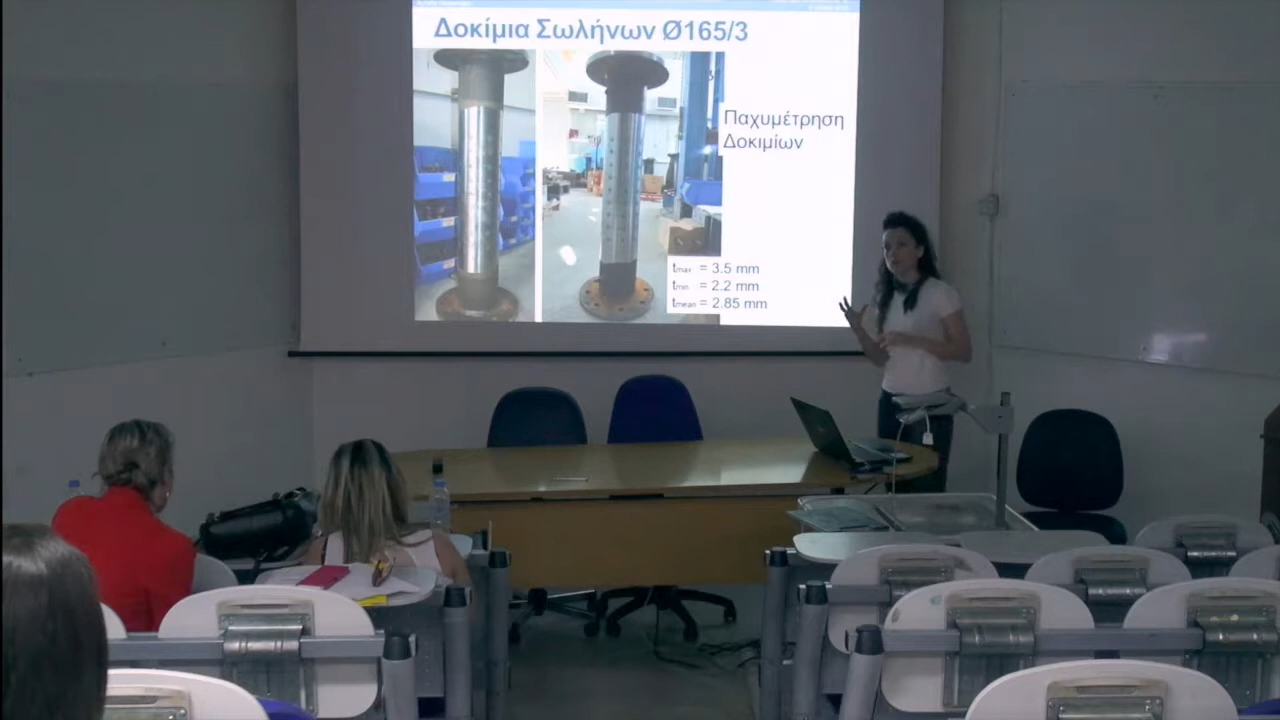 Δοκίμια Σωλήνων Ø165/3
Παχυμέτρηση
Δοκιμίων
tmax = 3.5 mm
tmin = 2.2 mm
tmean = 2.85 mm